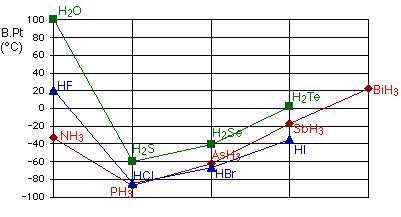 B.Pt
(°C)
100
80
60
40
20
0
-20
-40
-60
-80
-100
H₂O
HF
NH₃
H₂S
HCl
PH₃
H₂Se
AsH₃
HBr
H₂Te
SbH₃
HI
BiH₃